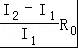 I₂ − I₁
I₁ R₀